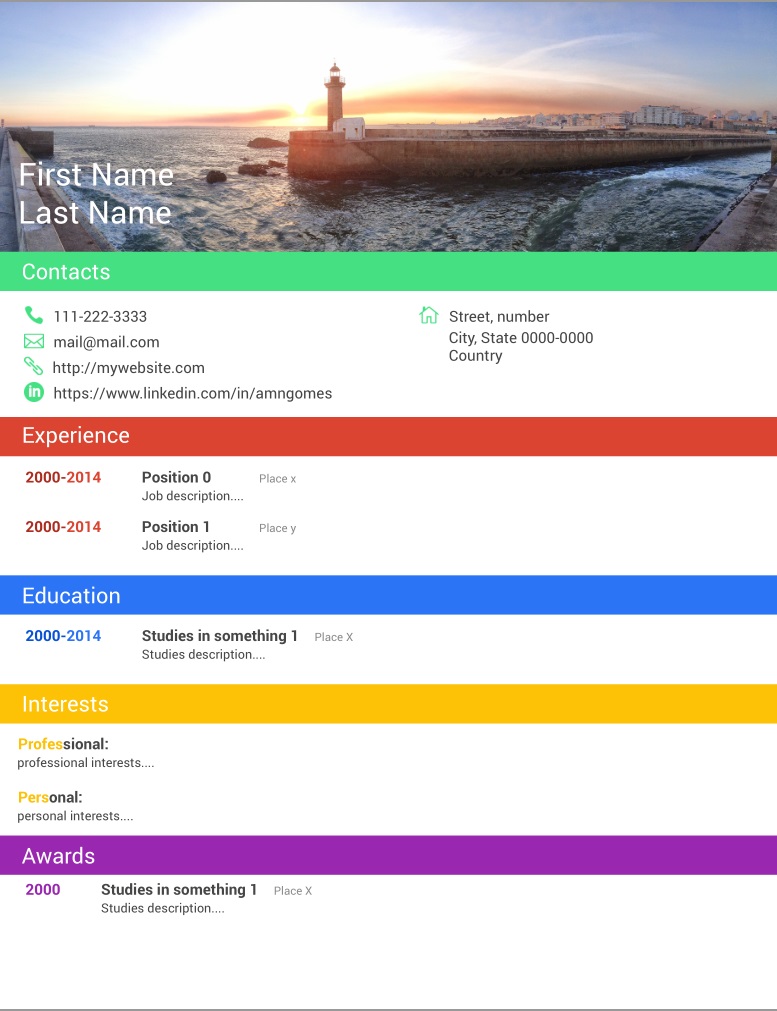 First Name
Last Name
Contacts
111-222-3333
mail@mail.com
http://mywebsite.com
in https://www.linkedin.com/in/amngomes
Street, number
City, State 0000-0000
Country
Experience
2000-2014 Position 0 Place x
Job description....
2000-2014 Position 1 Place y
Job description....
Education
2000-2014 Studies in something 1 Place X
Studies description....
Interests
Professional:
professional interests....
Personal:
personal interests....
Awards
2000 Studies in something 1 Place X
Studies description....